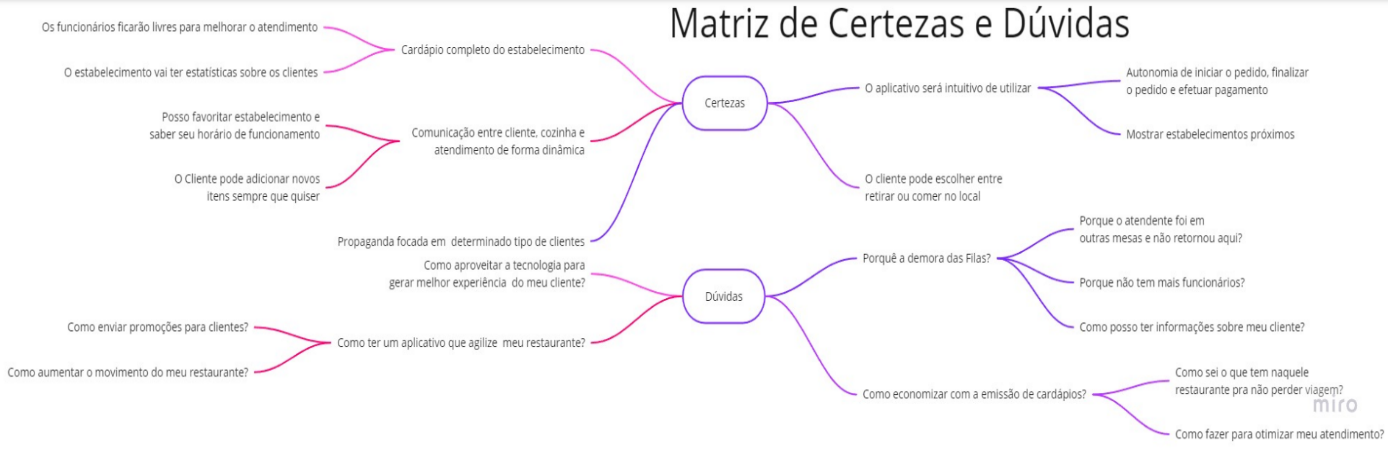 Matriz de Certezas e Dúvidas
Certezas
Cardápio completo do estabelecimento
Os funcionários ficarão livres para melhorar o atendimento
O estabelecimento vai ter estatísticas sobre os clientes
Comunicação entre cliente, cozinha e
atendimento de forma dinâmica
Posso favoritar estabelecimento e
saber seu horário de funcionamento
O Cliente pode adicionar novos
itens sempre que quiser
Propaganda focada em determinado tipo de clientes
O aplicativo será intuitivo de utilizar
Autonomia de iniciar o pedido, finalizar
o pedido e efetuar pagamento
Mostrar estabelecimentos próximos
O cliente pode escolher entre
retirar ou comer no local
Dúvidas
Como aproveitar a tecnologia para
gerar melhor experiência do meu cliente?
Como ter um aplicativo que agilize meu restaurante?
Como enviar promoções para clientes?
Como aumentar o movimento do meu restaurante?
Porquê a demora das Filas?
Porque o atendente foi em
outras mesas e não retornou aqui?
Porque não tem mais funcionários?
Como posso ter informações sobre meu cliente?
Como economizar com a emissão de cardápios?
Como sei o que tem naquele
restaurante pra não perder viagem?
Como fazer para otimizar meu atendimento?
miro